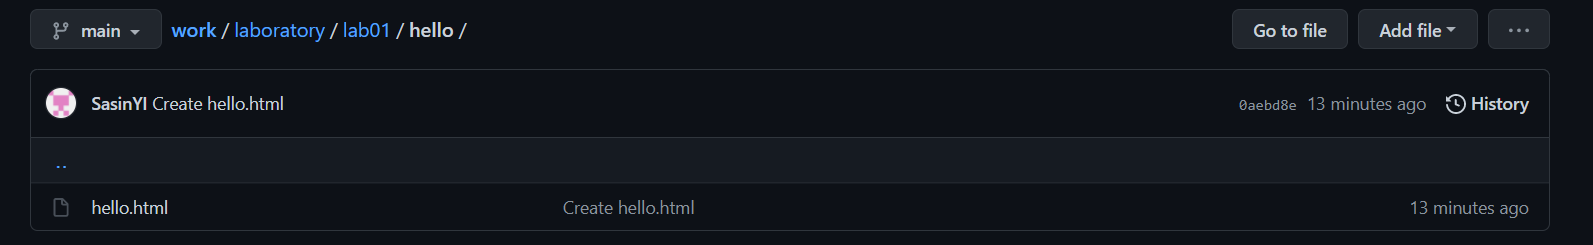 main work / laboratory / lab01 / hello / Go to file Add file ...
SasinYI Create hello.html 0aebd8e 13 minutes ago History
..
hello.html Create hello.html 13 minutes ago